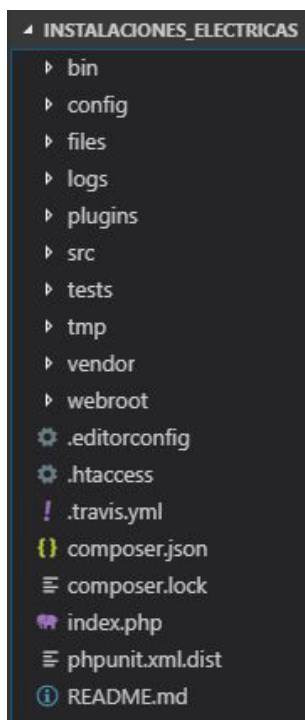 INSTALACIONES_ELECTRICAS
bin
config
files
logs
plugins
src
tests
tmp
vendor
webroot
.editorconfig
.htaccess
.travis.yml
composer.json
composer.lock
index.php
phpunit.xml.dist
README.md